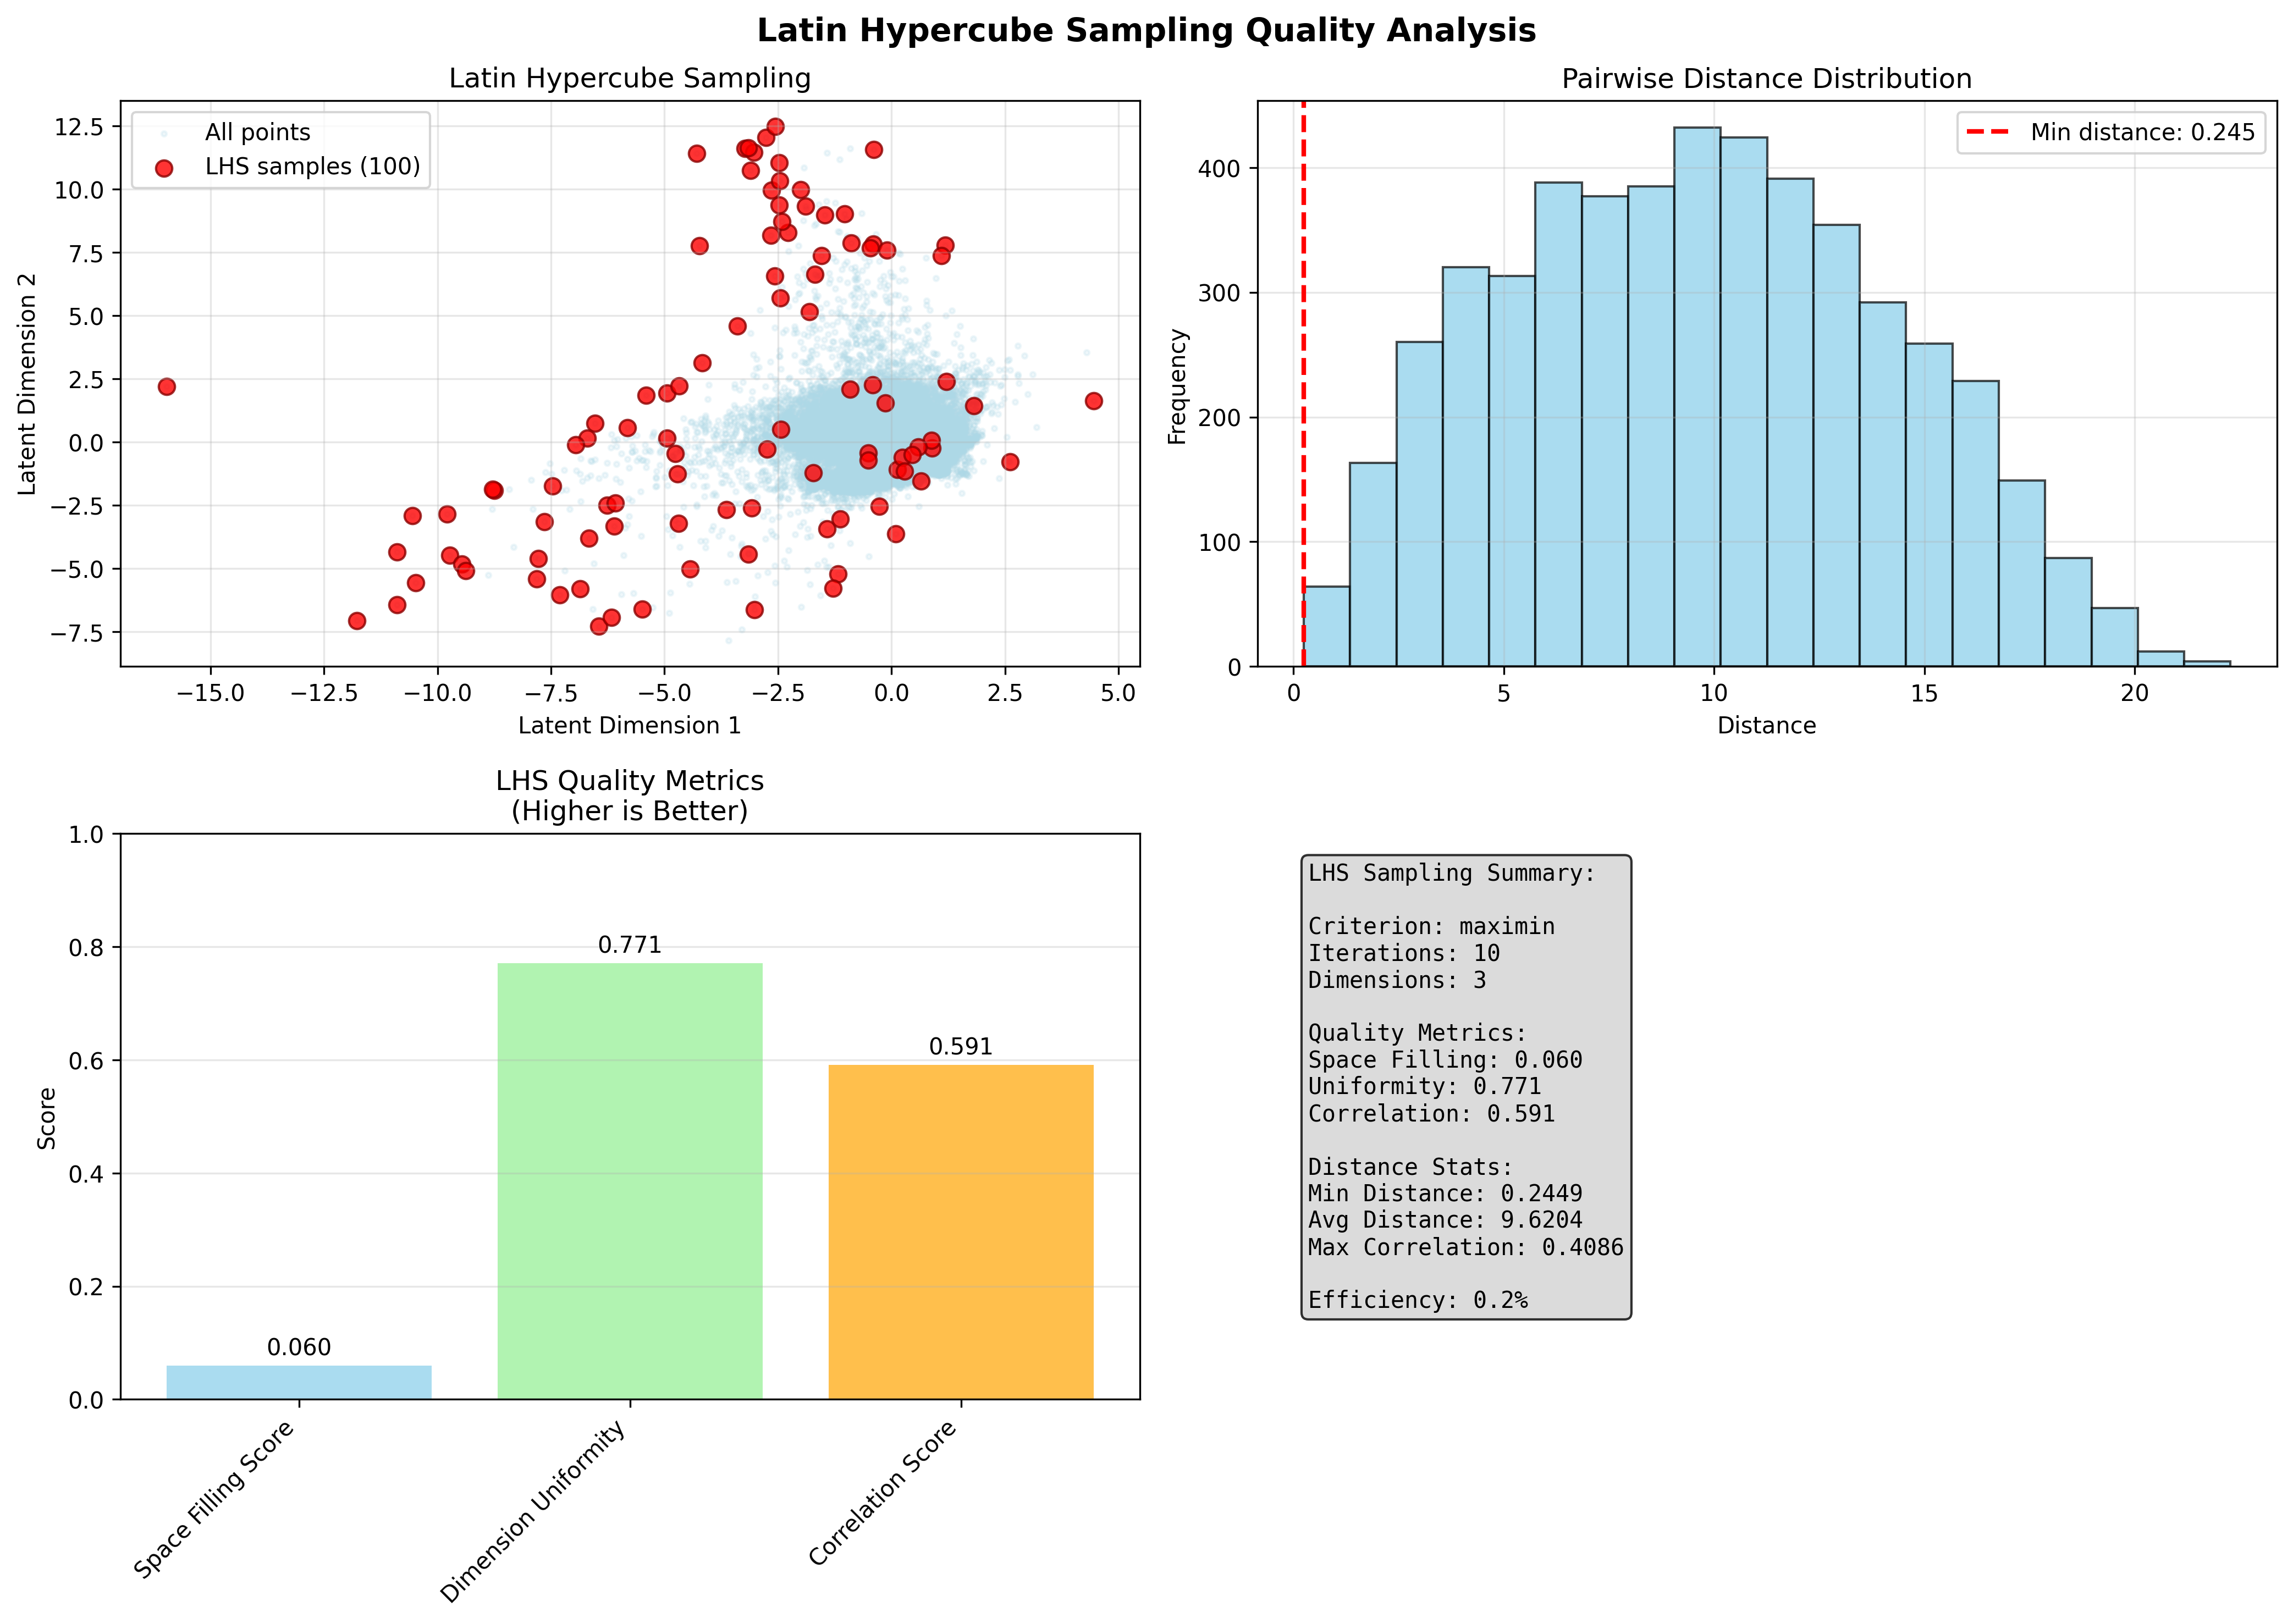 Latin Hypercube Sampling Quality Analysis
Latin Hypercube Sampling
All points
LHS samples (100)
12.5
10.0
7.5
5.0
2.5
0.0
−2.5
−5.0
−7.5
Latent Dimension 2
−15.0 −12.5 −10.0 −7.5 −5.0 −2.5 0.0 2.5 5.0
Latent Dimension 1
Pairwise Distance Distribution
Min distance: 0.245
400
300
200
100
0
Frequency
0 5 10 15 20
Distance
LHS Quality Metrics
(Higher is Better)
1.0
0.8
0.6
0.4
0.2
0.0
Score
0.060
0.771
0.591
Space Filling Score
Dimension Uniformity
Correlation Score
LHS Sampling Summary:
Criterion: maximin
Iterations: 10
Dimensions: 3
Quality Metrics:
Space Filling: 0.060
Uniformity: 0.771
Correlation: 0.591
Distance Stats:
Min Distance: 0.2449
Avg Distance: 9.6204
Max Correlation: 0.4086
Efficiency: 0.2%